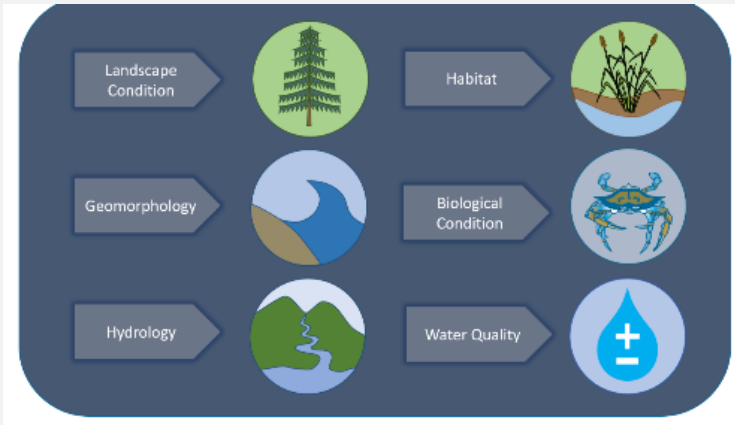 Landscape
Condition
Habitat
Geomorphology
Biological
Condition
Hydrology
Water Quality